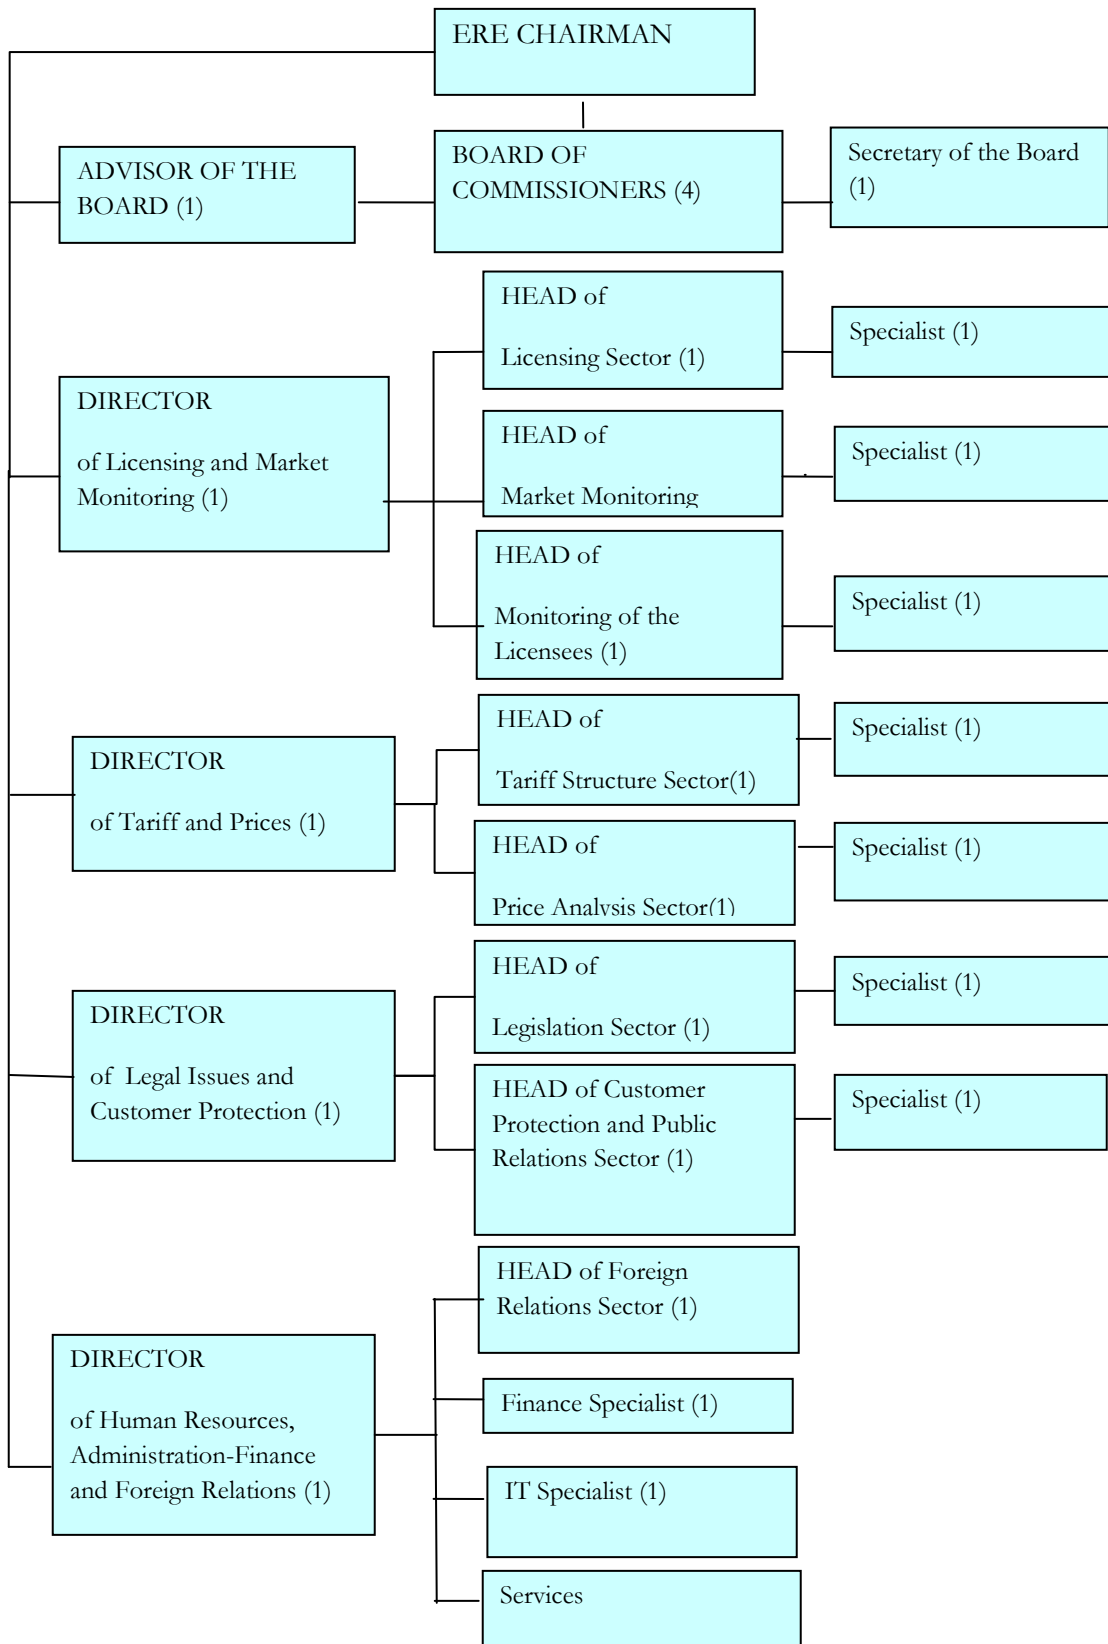 ERE CHAIRMAN
ADVISOR OF THE
BOARD (1)
BOARD OF
COMMISSIONERS (4)
Secretary of the Board
(1)
DIRECTOR
of Licensing and Market
Monitoring (1)
HEAD of
Licensing Sector (1)
Specialist (1)
HEAD of
Market Monitoring
Specialist (1)
HEAD of
Monitoring of the
Licensees (1)
Specialist (1)
DIRECTOR
of Tariff and Prices (1)
HEAD of
Tariff Structure Sector(1)
Specialist (1)
HEAD of
Price Analysis Sector(1)
Specialist (1)
DIRECTOR
of Legal Issues and
Customer Protection (1)
HEAD of
Legislation Sector (1)
Specialist (1)
HEAD of Customer
Protection and Public
Relations Sector (1)
Specialist (1)
DIRECTOR
of Human Resources,
Administration-Finance
and Foreign Relations (1)
HEAD of Foreign
Relations Sector (1)
Finance Specialist (1)
IT Specialist (1)
Services